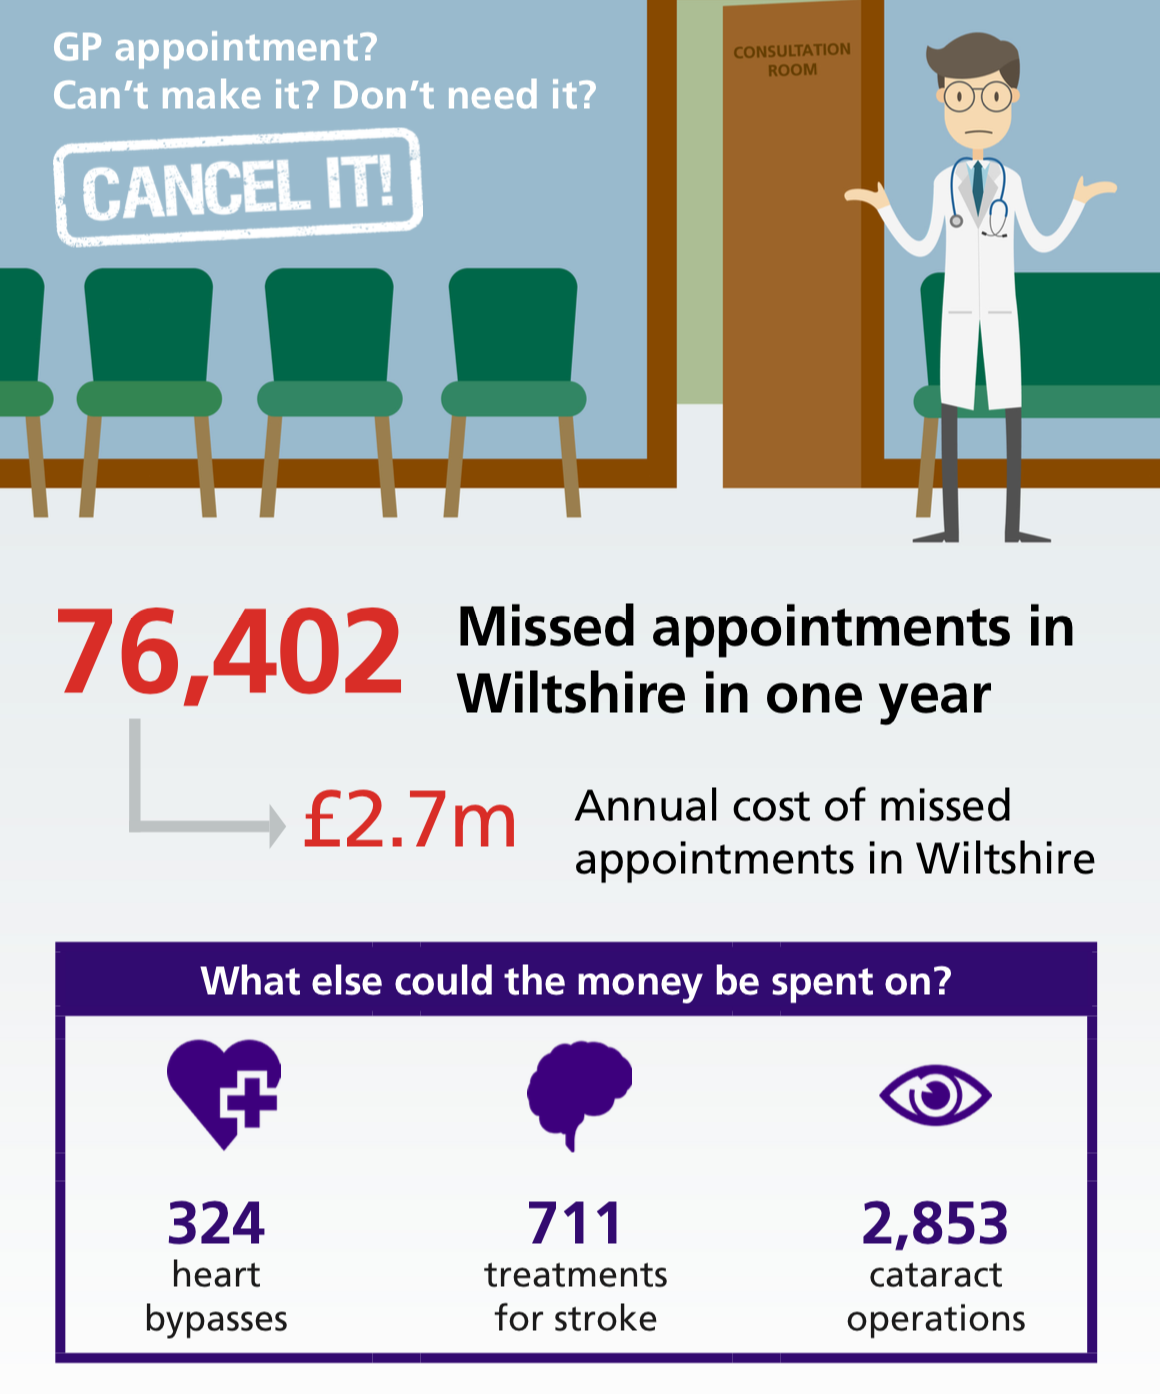 GP appointment?
Can't make it? Don't need it?
CANCEL IT!
CONSULTATION
ROOM
76,402
Missed appointments in
Wiltshire in one year
£2.7m
Annual cost of missed
appointments in Wiltshire
What else could the money be spent on?
324
heart
bypasses
711
treatments
for stroke
2,853
cataract
operations